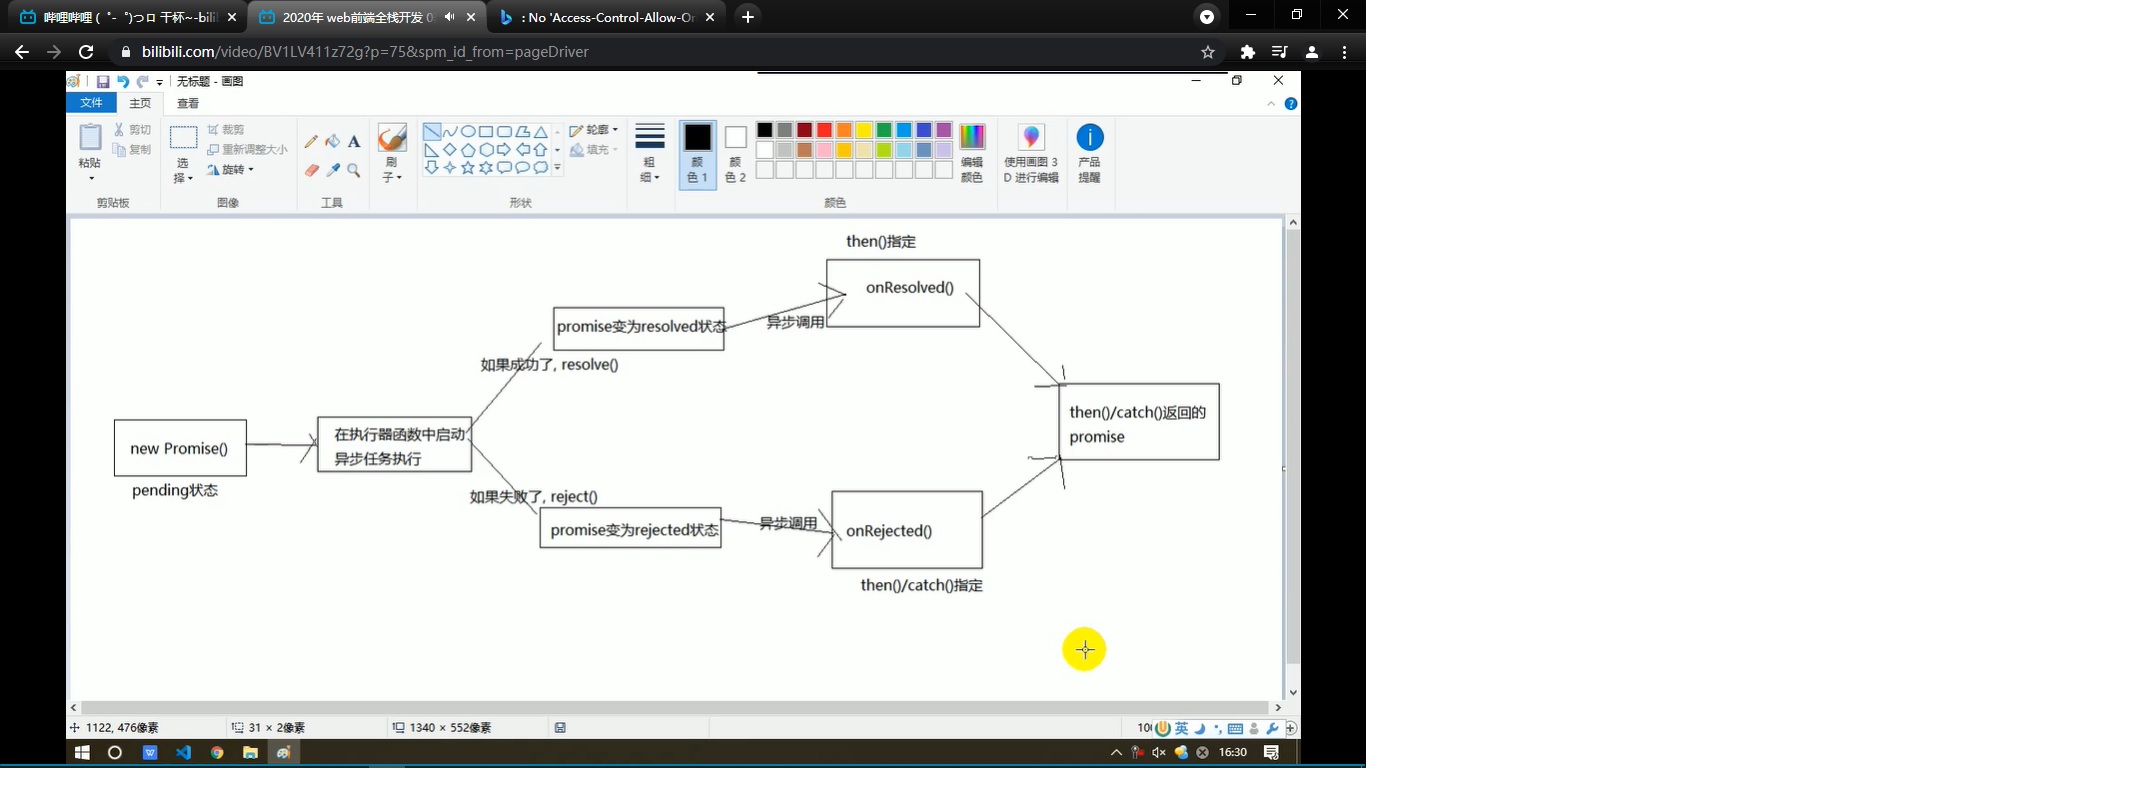 哔哩哔哩 (゜-゜)つロ 干杯~-bili
2020年 web前端全栈开发 0
: No 'Access-Control-Allow-Or
bilibili.com/video/BV1LV411z72g?p=75&spm_id_from=pageDriver
无标题 - 画图
文件 主页 查看
剪切
复制
粘贴
剪贴板
裁剪
重新调整大小
旋转
选择
图像
A
工具
刷子
轮廓
填充
形状
粗细
颜色 1
颜色 2
编辑颜色
颜色
使用画图 3D 进行编辑
产品提醒
then()指定
onResolved()
promise变为resolved状态
异步调用
如果成功了, resolve()
then()/catch()返回的
promise
在执行器函数中启动
异步任务执行
new Promise()
pending状态
如果失败了, reject()
promise变为rejected状态
异步调用
onRejected()
then()/catch()指定
1122, 476像素
31 × 2像素
1340 × 552像素
10
英
16:30